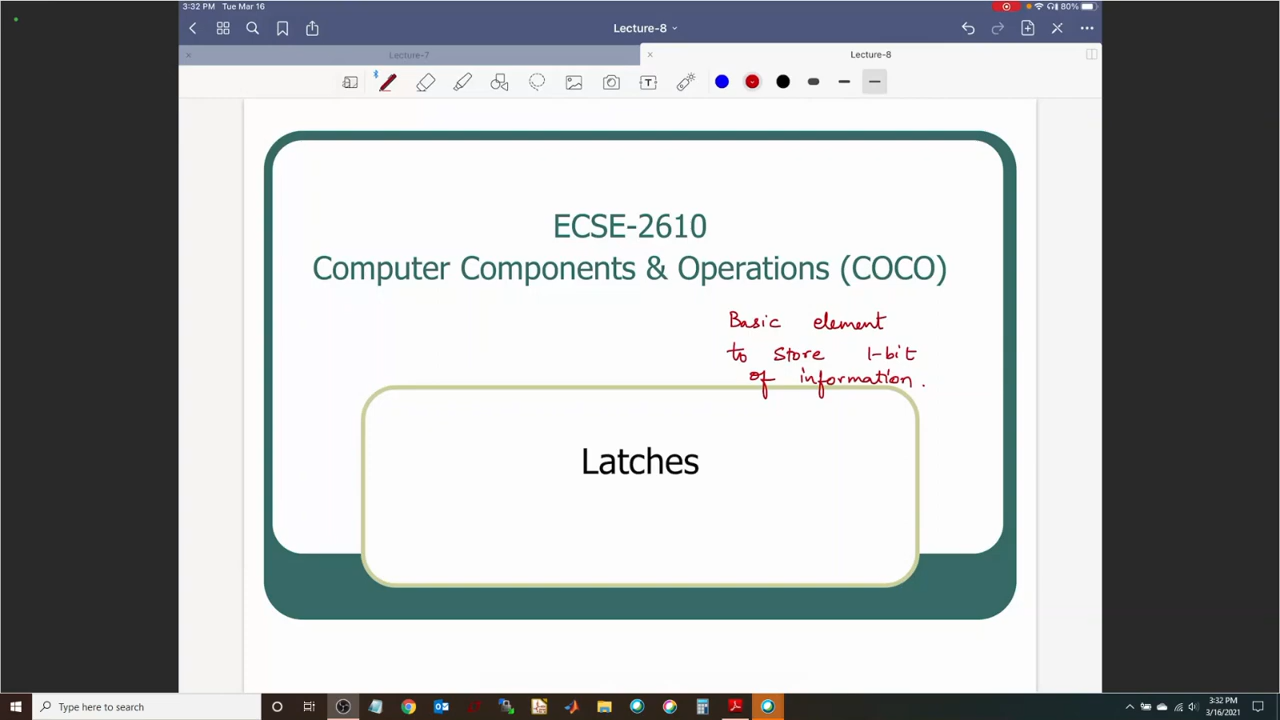 3:32 PM Tue Mar 16
80%
Lecture-8
Lecture-7
Lecture-8
T
ECSE-2610
Computer Components & Operations (COCO)
Basic element
to store 1-bit
of information.
Latches
Type here to search
3:32 PM
3/16/2021